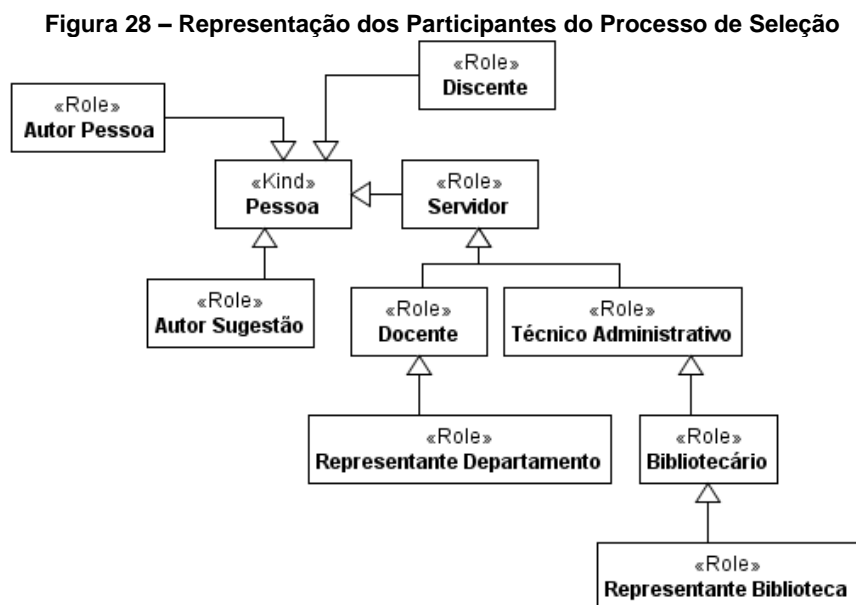 Figura 28 – Representação dos Participantes do Processo de Seleção
«Role»
Discente
«Role»
Autor Pessoa
«Kind»
Pessoa
«Role»
Servidor
«Role»
Autor Sugestão
«Role»
Docente
«Role»
Técnico Administrativo
«Role»
Representante Departamento
«Role»
Bibliotecário
«Role»
Representante Biblioteca